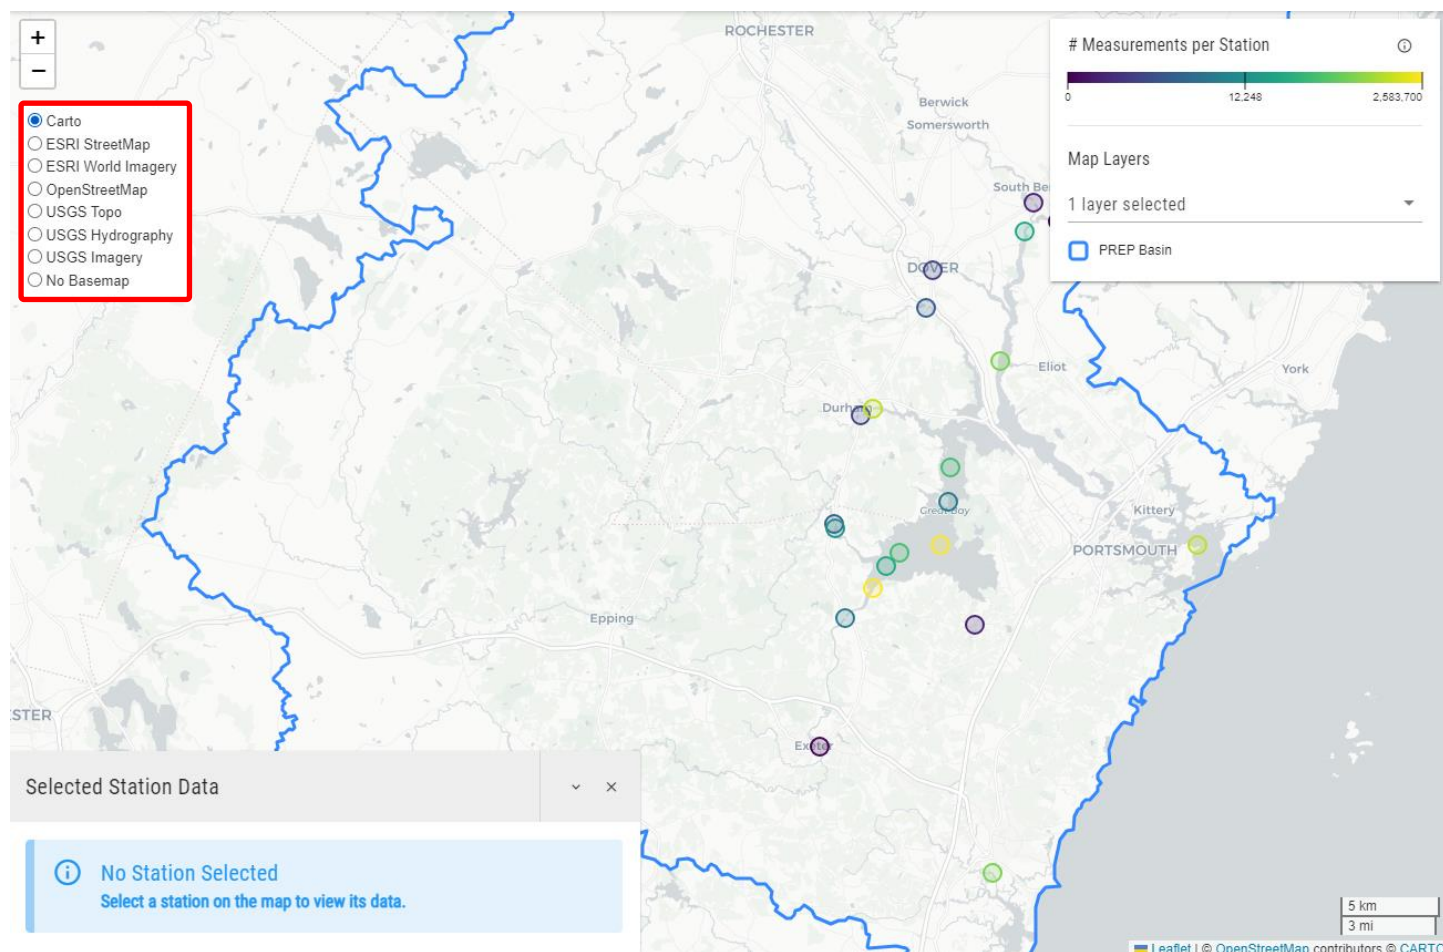 +
−
Carto
ESRI StreetMap
ESRI World Imagery
OpenStreetMap
USGS Topo
USGS Hydrography
USGS Imagery
No Basemap
ROCHESTER
Berwick
Somersworth
South Be
DOVER
Eliot
York
Durham
Great Bay
Kittery
PORTSMOUTH
Epping
STER
Exeter
# Measurements per Station
0 12,248 2,583,700
Map Layers
1 layer selected
PREP Basin
Selected Station Data
No Station Selected
Select a station on the map to view its data.
5 km
3 mi
Leaflet | © OpenStreetMap contributors © CARTO